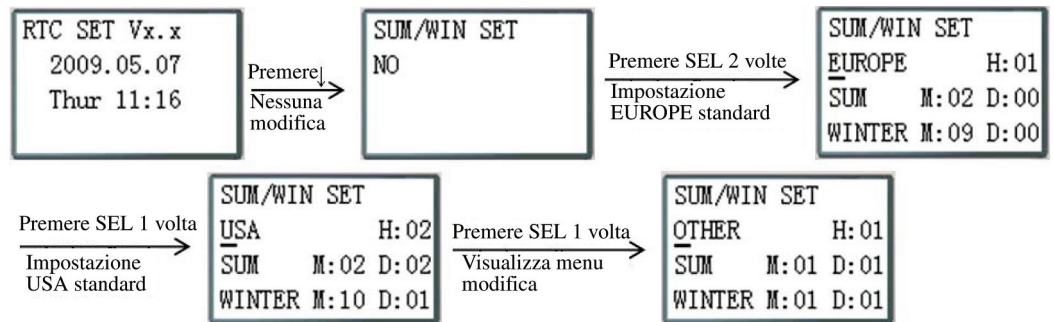 RTC SET Vx.x
2009.05.07
Thur 11:16
Premere↓
Nessuna
modifica
SUM/WIN SET
NO
Premere SEL 2 volte
Impostazione
EUROPE standard
SUM/WIN SET
EUROPE H:01
SUM M:02 D:00
WINTER M:09 D:00
Premere SEL 1 volta
Impostazione
USA standard
SUM/WIN SET
USA H:02
SUM M:02 D:02
WINTER M:10 D:01
Premere SEL 1 volta
Visualizza menu
modifica
SUM/WIN SET
OTHER H:01
SUM M:01 D:01
WINTER M:01 D:01